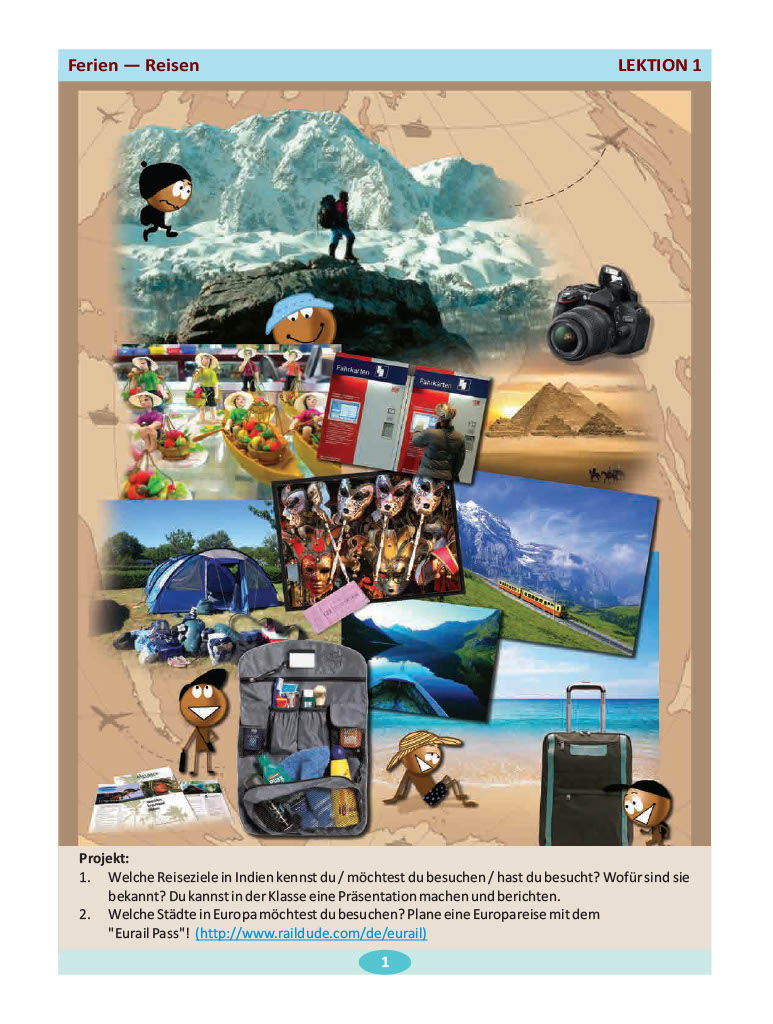 Ferien — Reisen
LEKTION 1
Fahrkarten
Fahrkarten
Projekt:
1. Welche Reiseziele in Indien kennst du / möchtest du besuchen / hast du besucht? Wofür sind sie
bekannt? Du kannst in der Klasse eine Präsentation machen und berichten.
2. Welche Städte in Europa möchtest du besuchen? Plane eine Europareise mit dem
"Eurail Pass"! (http://www.raildude.com/de/eurail)
1